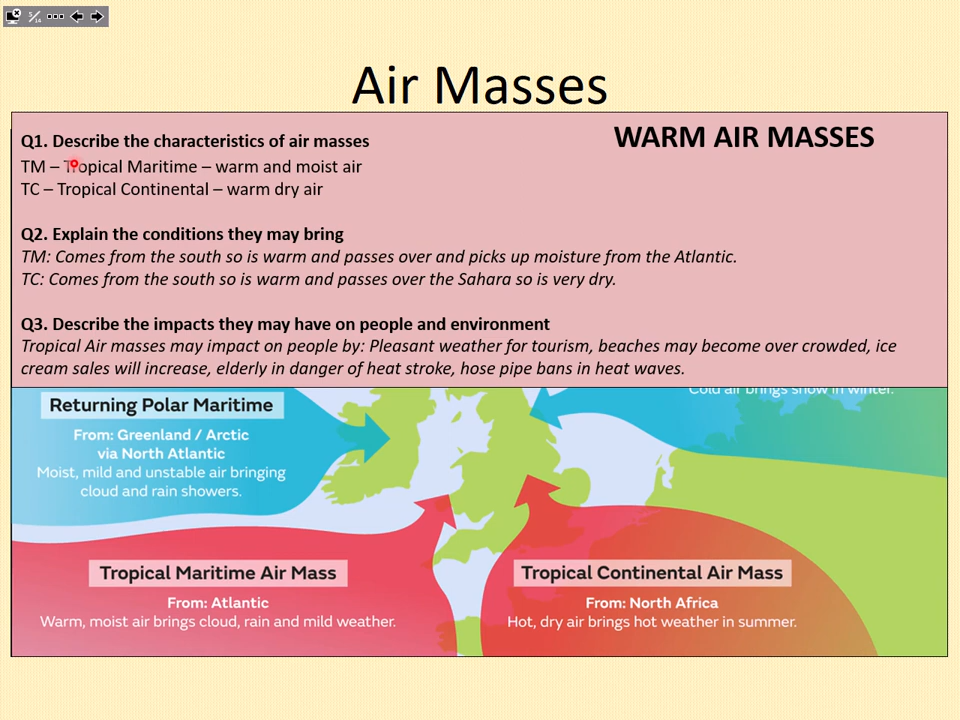 5/14
Air Masses
WARM AIR MASSES
Q1. Describe the characteristics of air masses
TM – Tropical Maritime – warm and moist air
TC – Tropical Continental – warm dry air
Q2. Explain the conditions they may bring
TM: Comes from the south so is warm and passes over and picks up moisture from the Atlantic.
TC: Comes from the south so is warm and passes over the Sahara so is very dry.
Q3. Describe the impacts they may have on people and environment
Tropical Air masses may impact on people by: Pleasant weather for tourism, beaches may become over crowded, ice
cream sales will increase, elderly in danger of heat stroke, hose pipe bans in heat waves.
Cold air brings snow in winter.
Returning Polar Maritime
From: Greenland / Arctic
via North Atlantic
Moist, mild and unstable air bringing
cloud and rain showers.
Tropical Maritime Air Mass
From: Atlantic
Warm, moist air brings cloud, rain and mild weather.
Tropical Continental Air Mass
From: North Africa
Hot, dry air brings hot weather in summer.